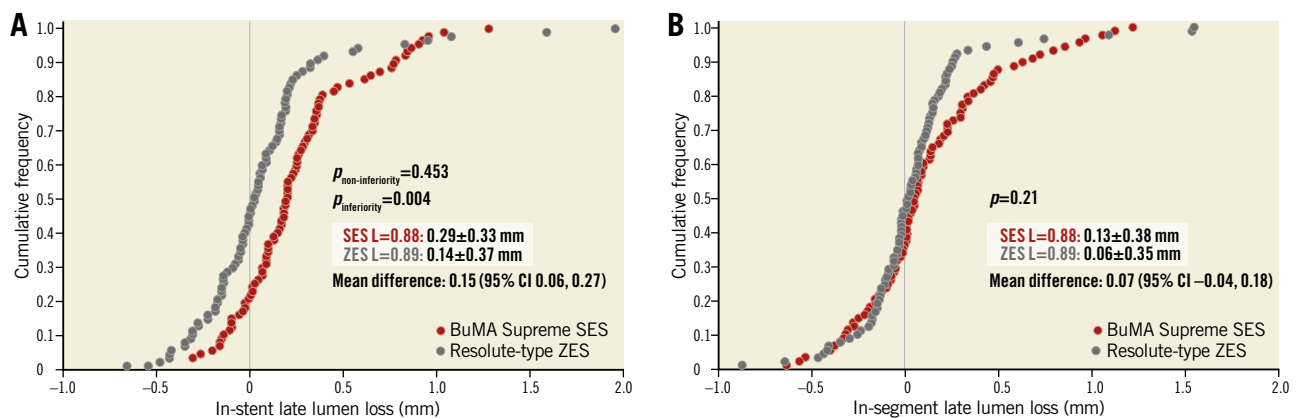 A
Cumulative frequency
1.0
0.9
0.8
0.7
0.6
0.5
0.4
0.3
0.2
0.1
0
p non-inferiority=0.453
p inferiority=0.004
SES L=0.88: 0.29±0.33 mm
ZES L=0.89: 0.14±0.37 mm
Mean difference: 0.15 (95% CI 0.06, 0.27)
BuMA Supreme SES
Resolute-type ZES
−1.0 −0.5 0 0.5 1.0 1.5 2.0
In-stent late lumen loss (mm)
B
Cumulative frequency
1.0
0.9
0.8
0.7
0.6
0.5
0.4
0.3
0.2
0.1
0
p=0.21
SES L=0.88: 0.13±0.38 mm
ZES L=0.89: 0.06±0.35 mm
Mean difference: 0.07 (95% CI −0.04, 0.18)
BuMA Supreme SES
Resolute-type ZES
−1.0 −0.5 0 0.5 1.0 1.5 2.0
In-segment late lumen loss (mm)